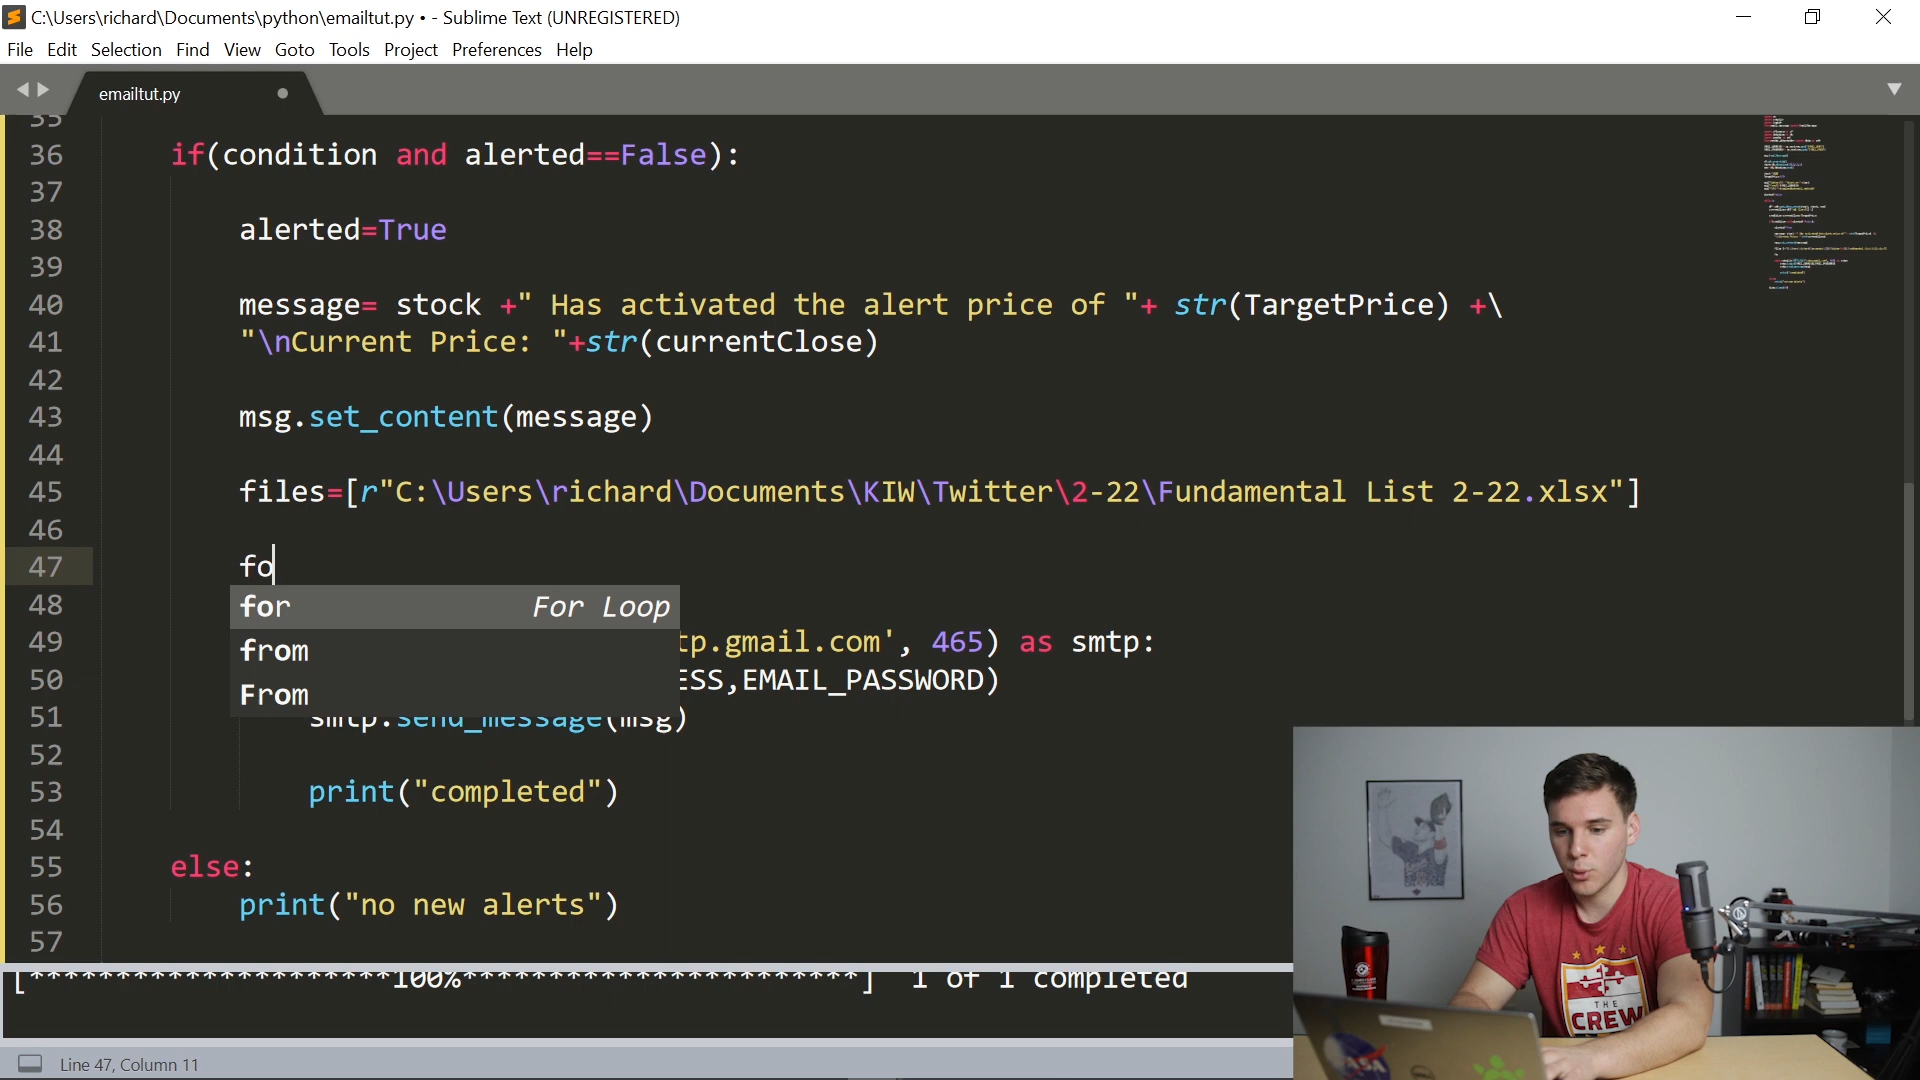 C:\Users\richard\Documents\python\emailtut.py • - Sublime Text (UNREGISTERED)
File Edit Selection Find View Goto Tools Project Preferences Help
emailtut.py
35
36 if(condition and alerted==False):
37
38 alerted=True
39
40 message= stock +" Has activated the alert price of "+ str(TargetPrice) +\
41 "\nCurrent Price: "+str(currentClose)
42
43 msg.set_content(message)
44
45 files=[r"C:\Users\richard\Documents\KIW\Twitter\2-22\Fundamental List 2-22.xlsx"]
46
47 fo
48 for For Loop
from
49 tp.gmail.com', 465) as smtp:
50 ESS,EMAIL_PASSWORD)
From
51 smtp.send_message(msg)
52
53 print("completed")
54
55 else:
56 print("no new alerts")
57
[**********************100%***********************] 1 of 1 completed
Line 47, Column 11
THE
CREW